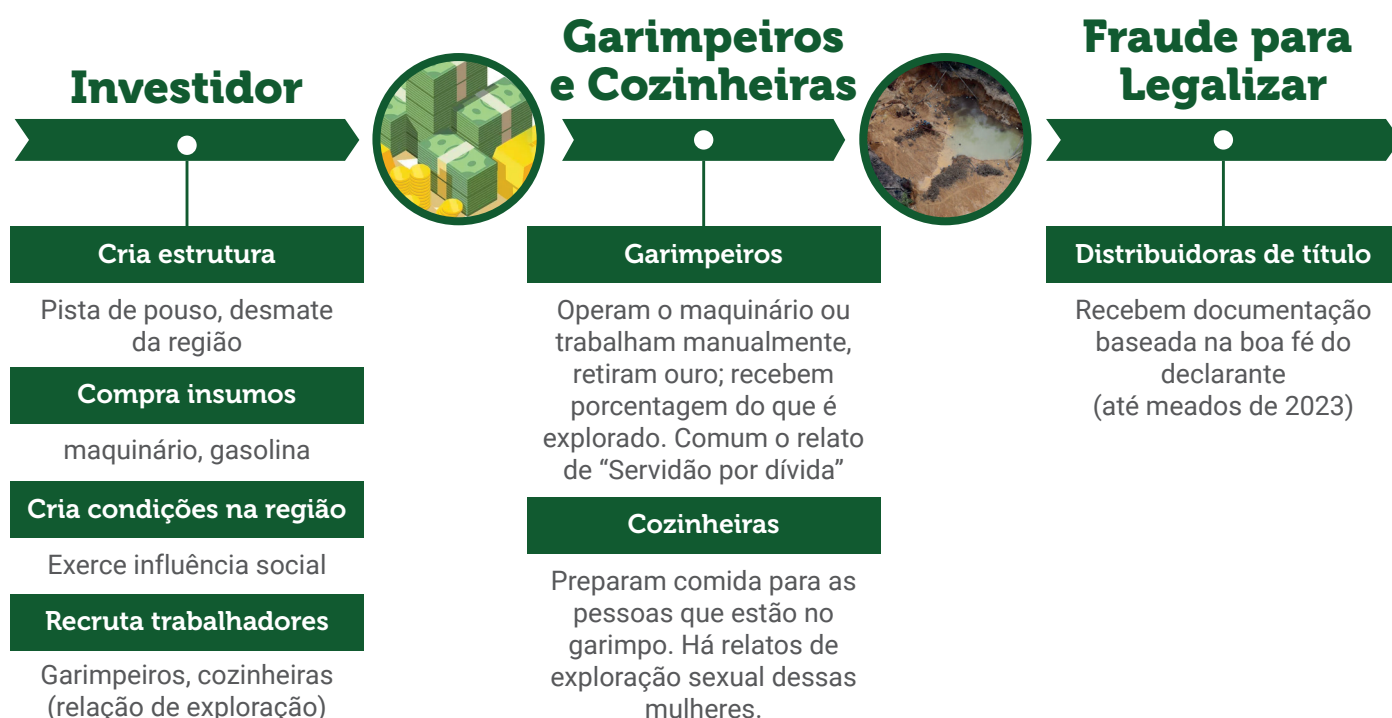 Investidor
Cria estrutura
Pista de pouso, desmate
da região
Compra insumos
maquinário, gasolina
Cria condições na região
Exerce influência social
Recruta trabalhadores
Garimpeiros, cozinheiras
(relação de exploração)
Garimpeiros
e Cozinheiras
Garimpeiros
Operam o maquinário ou
trabalham manualmente,
retiram ouro; recebem
porcentagem do que é
explorado. Comum o relato
de “Servidão por dívida”
Cozinheiras
Preparam comida para as
pessoas que estão no
garimpo. Há relatos de
exploração sexual dessas
mulheres.
Fraude para
Legalizar
Distribuidoras de título
Recebem documentação
baseada na boa fé do
declarante
(até meados de 2023)